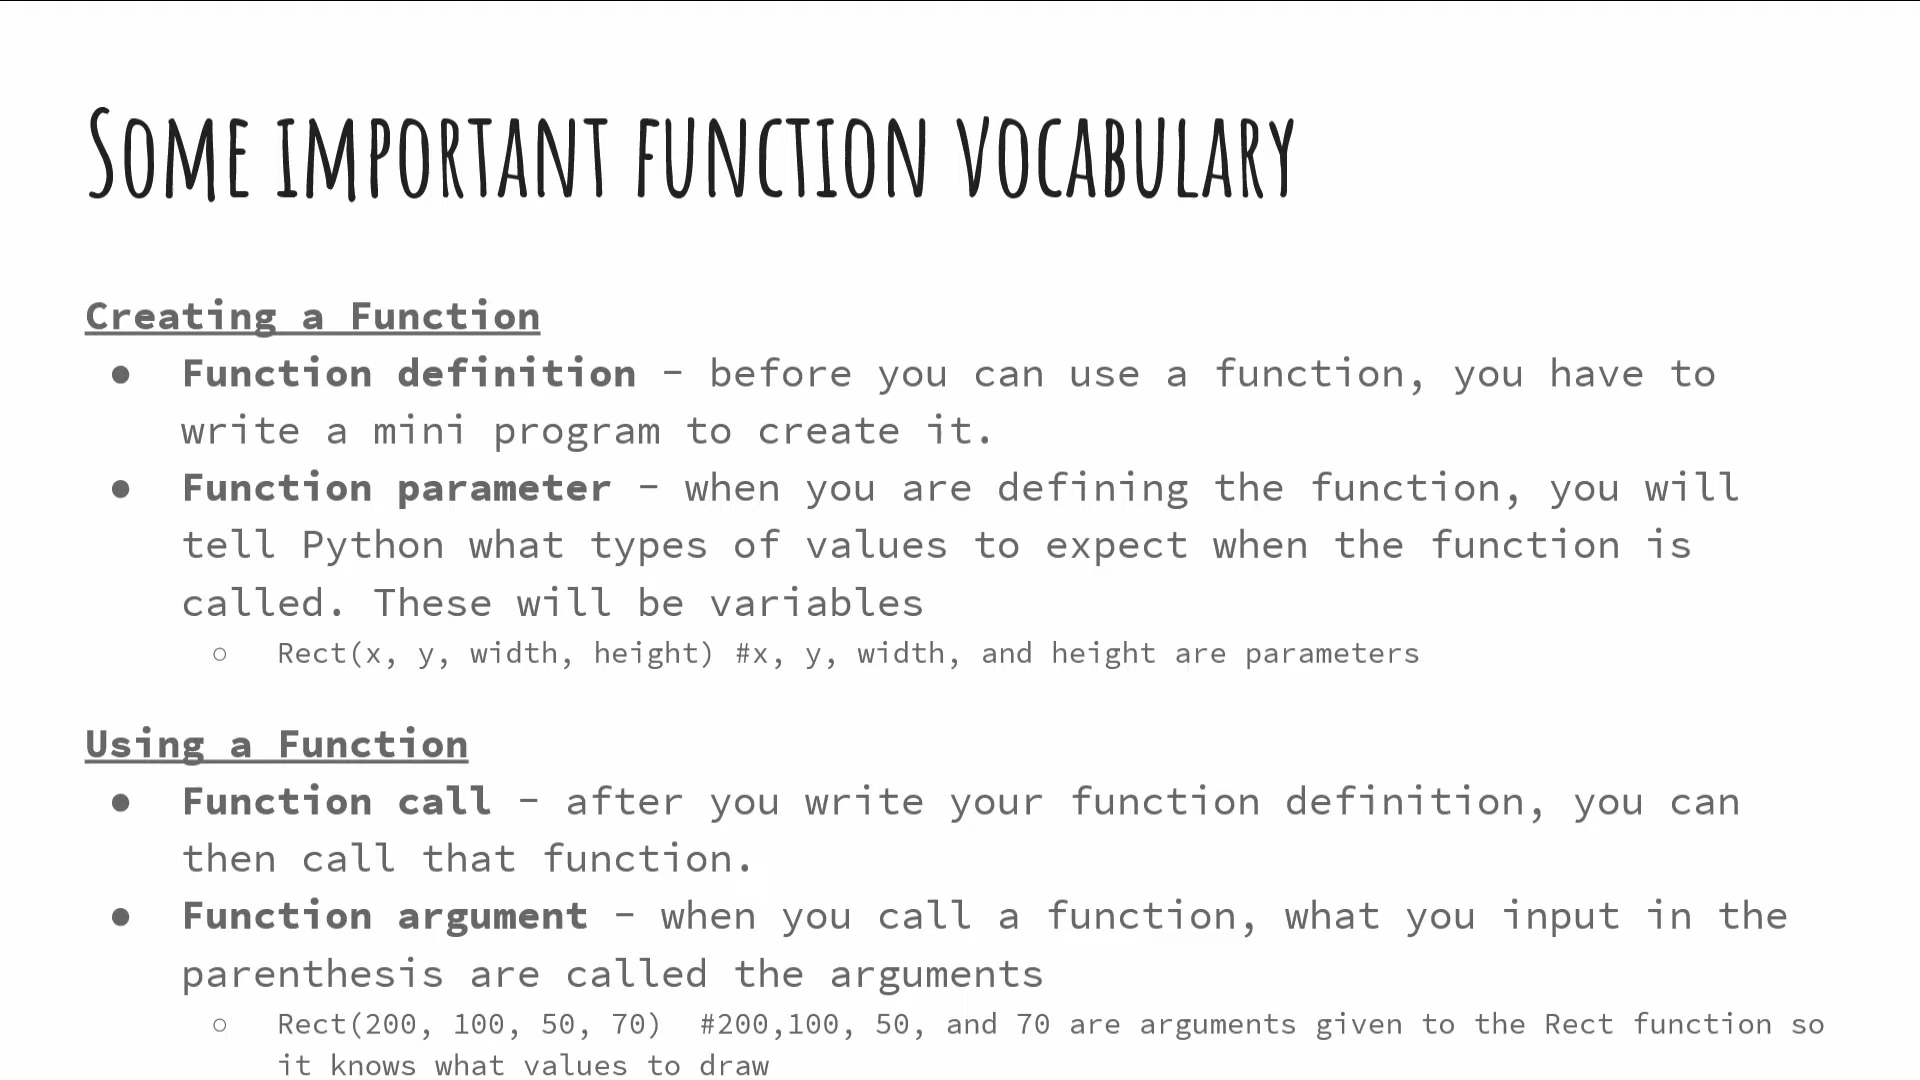 Some important function vocabulary
Creating a Function
● Function definition - before you can use a function, you have to
write a mini program to create it.
● Function parameter - when you are defining the function, you will
tell Python what types of values to expect when the function is
called. These will be variables
○ Rect(x, y, width, height) #x, y, width, and height are parameters
Using a Function
● Function call - after you write your function definition, you can
then call that function.
● Function argument - when you call a function, what you input in the
parenthesis are called the arguments
○ Rect(200, 100, 50, 70)  #200,100, 50, and 70 are arguments given to the Rect function so
it knows what values to draw